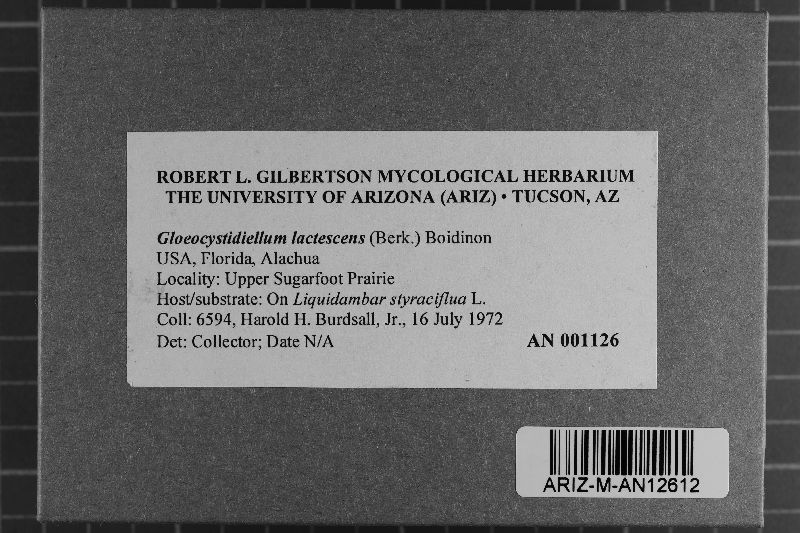 ROBERT L. GILBERTSON MYCOLOGICAL HERBARIUM
THE UNIVERSITY OF ARIZONA (ARIZ) • TUCSON, AZ
Gloeocystidiellum lactescens (Berk.) Boidinon
USA, Florida, Alachua
Locality: Upper Sugarfoot Prairie
Host/substrate: On Liquidambar styraciflua L.
Coll: 6594, Harold H. Burdsall, Jr., 16 July 1972
Det: Collector; Date N/A
AN 001126
ARIZ-M-AN12612